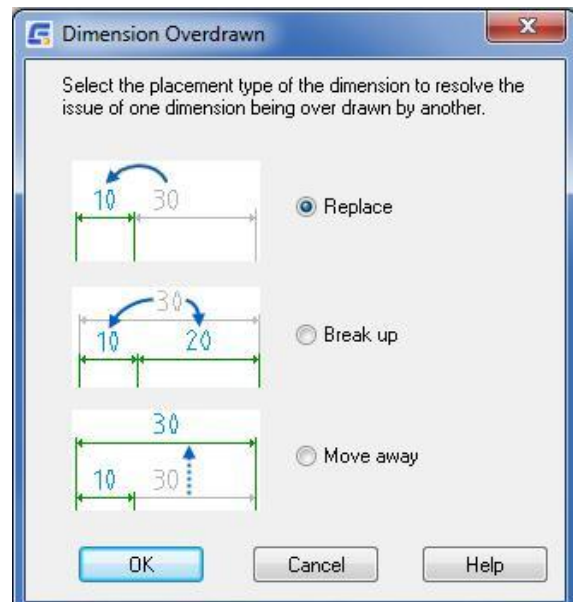 Dimension Overdrawn
Select the placement type of the dimension to resolve the
issue of one dimension being over drawn by another.
10 30
Replace
30
10 20
Break up
30
10 30
Move away
OK Cancel Help